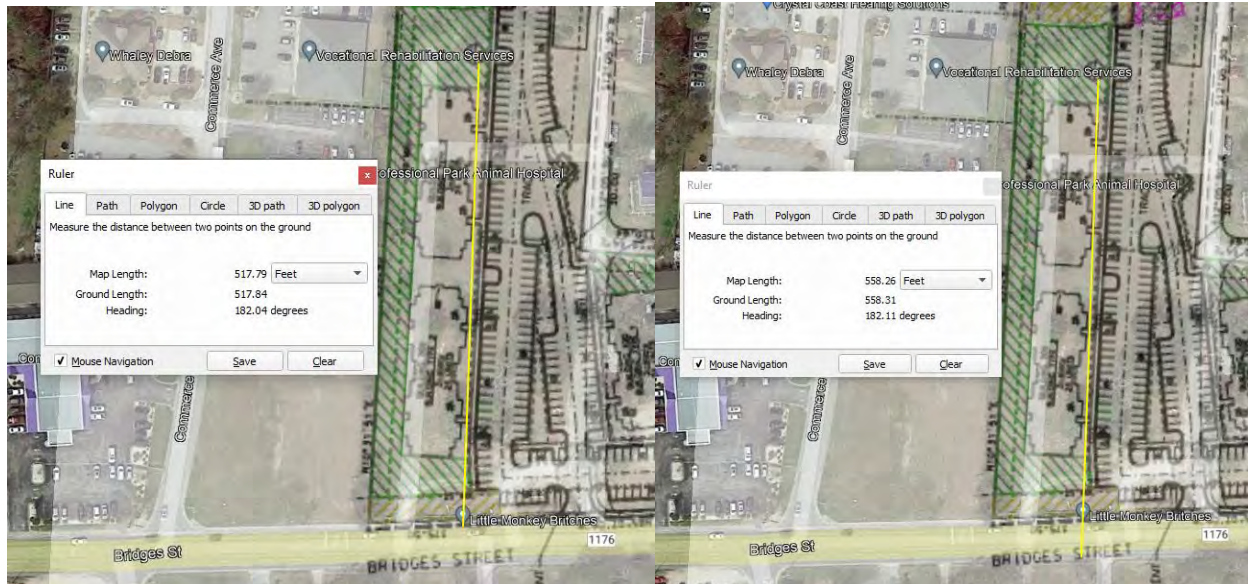 Whaley Debra
Commerce Ave
Vocational Rehabilitation Services
Ruler
Professional Park Animal Hospital
Line Path Polygon Circle 3D path 3D polygon
Measure the distance between two points on the ground
Map Length: 517.79 Feet
Ground Length: 517.84
Heading: 182.04 degrees
Mouse Navigation Save Clear
Commerce
Little Monkey Britches
1176
Bridges St
BRIDGES STREET
Crystal Coast Hearing Solutions
Whaley Debra
Commerce Ave
Vocational Rehabilitation Services
Ruler
Professional Park Animal Hospital
Line Path Polygon Circle 3D path 3D polygon
Measure the distance between two points on the ground
Map Length: 558.26 Feet
Ground Length: 558.31
Heading: 182.11 degrees
Mouse Navigation Save Clear
Commerce
Little Monkey Britches
1176
Bridges St
BRIDGES STREET